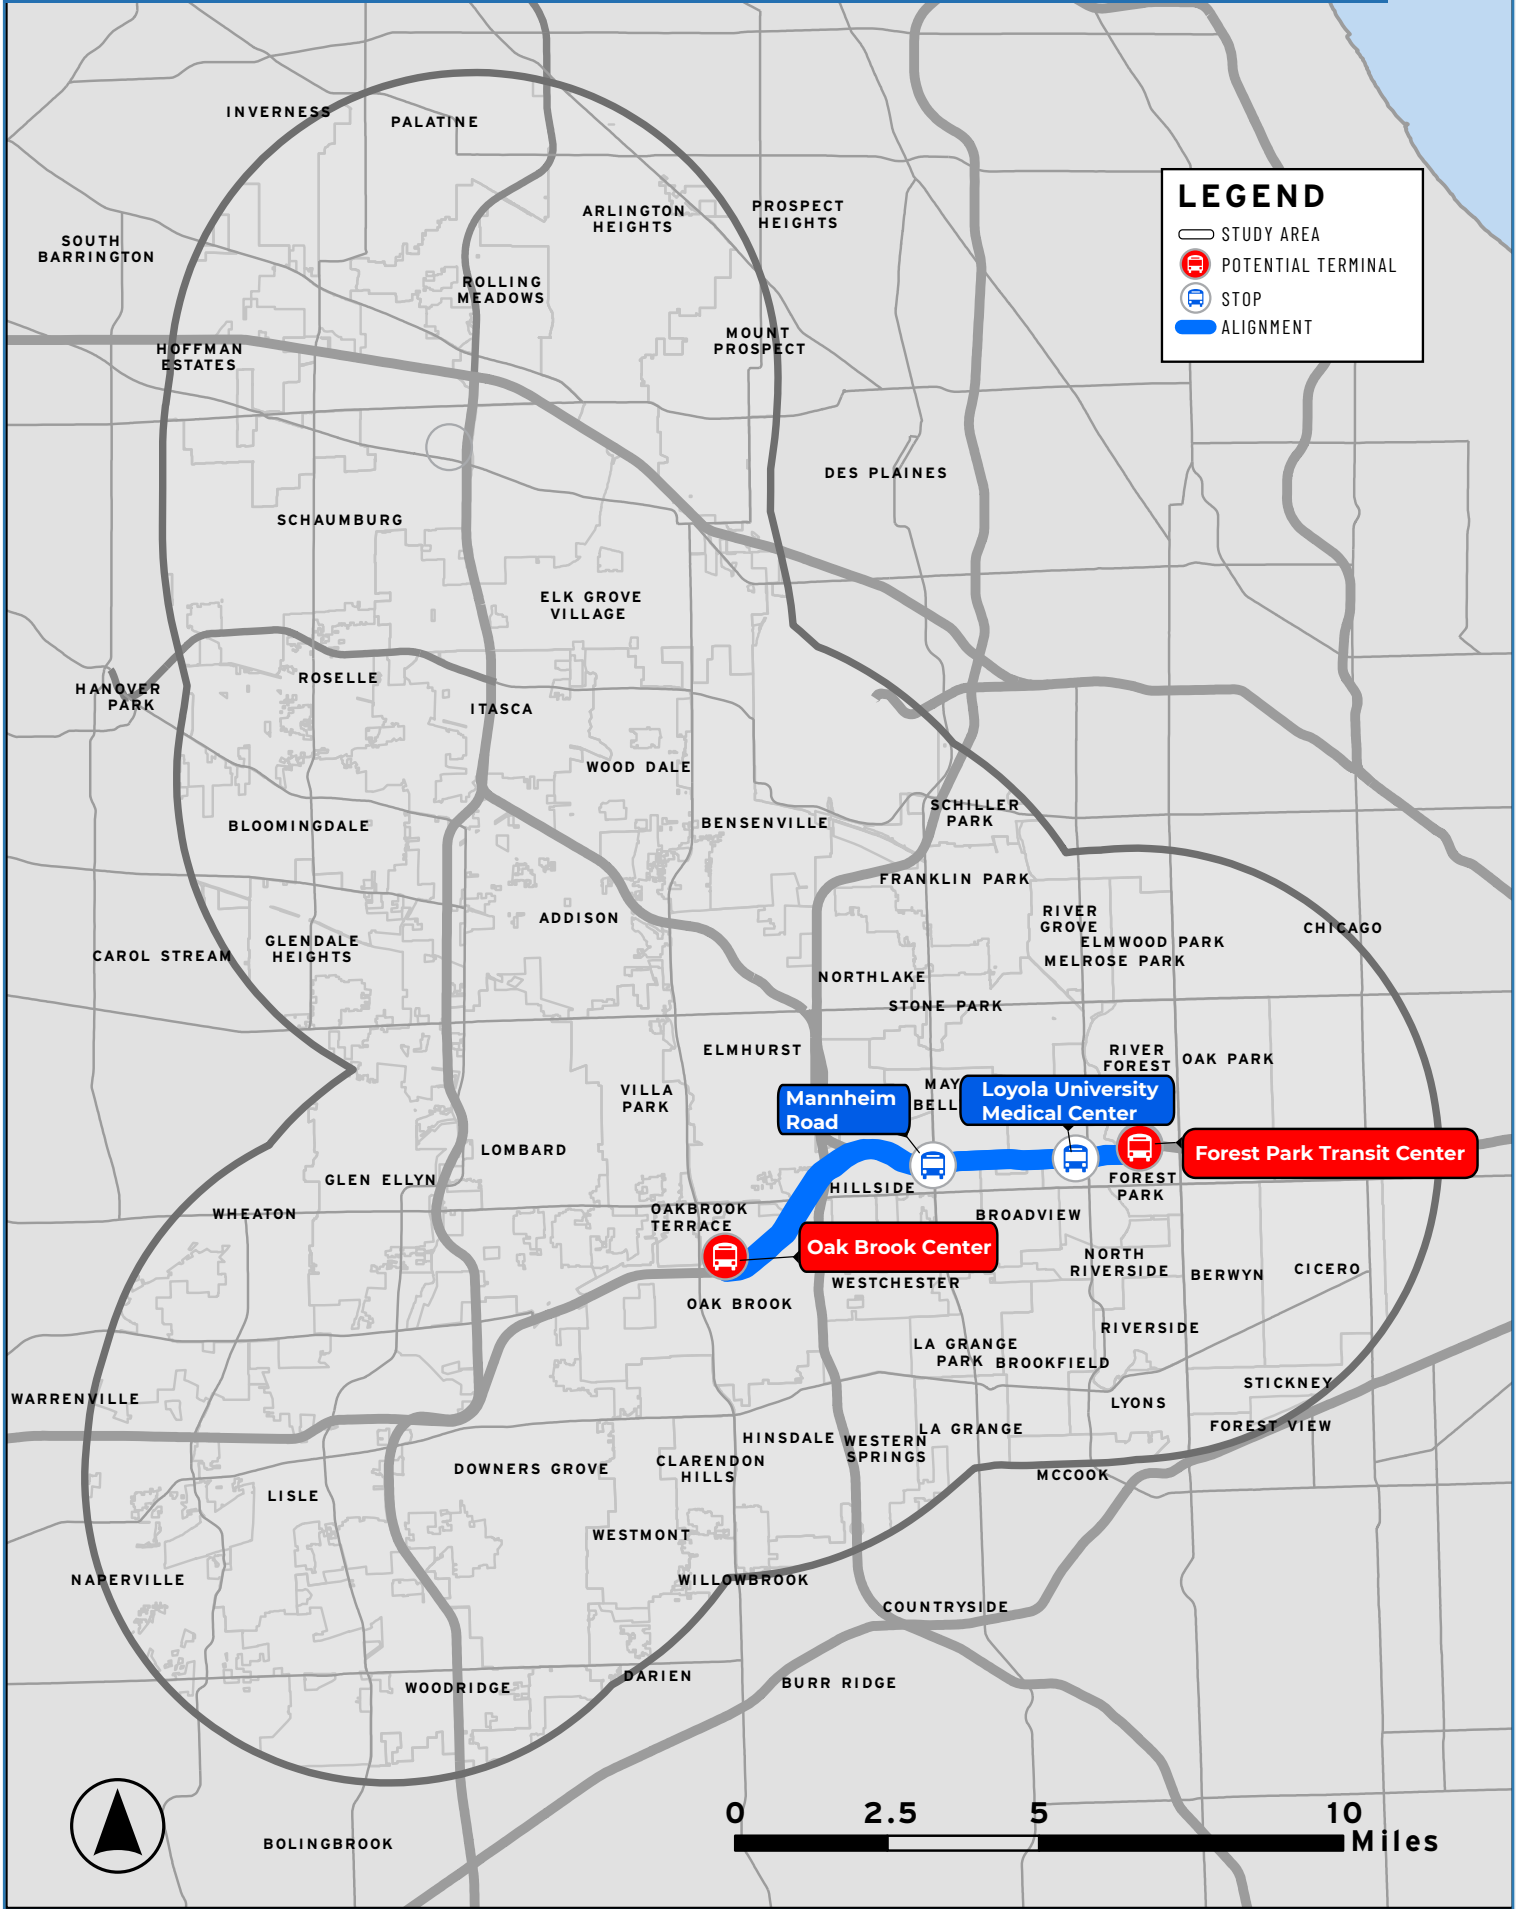 INVERNESS
PALATINE
ARLINGTON
HEIGHTS
PROSPECT
HEIGHTS
SOUTH
BARRINGTON
ROLLING
MEADOWS
MOUNT
PROSPECT
HOFFMAN
ESTATES
LEGEND
STUDY AREA
POTENTIAL TERMINAL
STOP
ALIGNMENT
DES PLAINES
SCHAUMBURG
ELK GROVE
VILLAGE
HANOVER
PARK
ROSELLE
ITASCA
WOOD DALE
BLOOMINGDALE
BENSENVILLE
SCHILLER
PARK
FRANKLIN PARK
ADDISON
RIVER
GROVE
ELMWOOD PARK
MELROSE PARK
CHICAGO
CAROL STREAM
GLENDALE
HEIGHTS
NORTHLAKE
STONE PARK
ELMHURST
RIVER
FOREST
OAK PARK
VILLA
PARK
MAY
BELL
Mannheim
Road
Loyola University
Medical Center
Forest Park Transit Center
LOMBARD
GLEN ELLYN
HILLSIDE
FOREST
PARK
WHEATON
OAKBROOK
TERRACE
BROADVIEW
Oak Brook Center
NORTH
RIVERSIDE
BERWYN
CICERO
WESTCHESTER
OAK BROOK
RIVERSIDE
LA GRANGE
PARK
BROOKFIELD
STICKNEY
WARRENVILLE
LYONS
LA GRANGE
FOREST VIEW
HINSDALE
WESTERN
SPRINGS
CLARENDON
HILLS
DOWNERS GROVE
MCCOOK
LISLE
WESTMONT
NAPERVILLE
WILLOWBROOK
COUNTRYSIDE
DARIEN
WOODRIDGE
BURR RIDGE
BOLINGBROOK
0 2.5 5 10
Miles